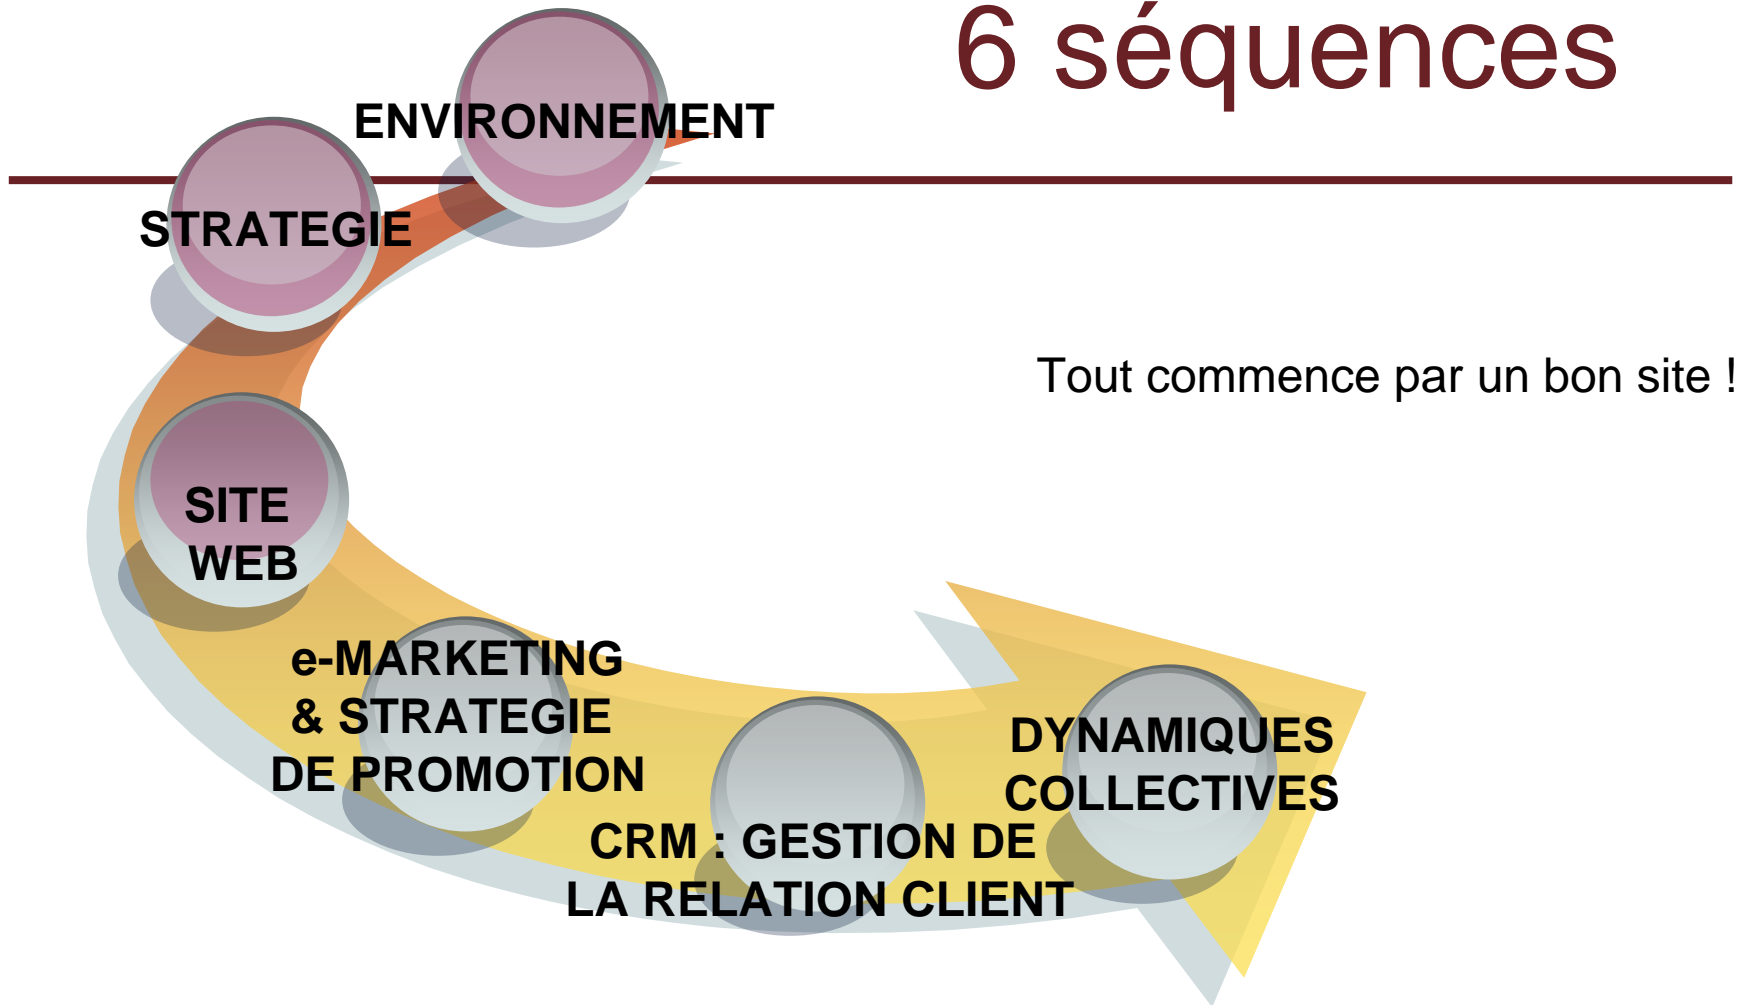 6 séquences
ENVIRONNEMENT
STRATEGIE
Tout commence par un bon site !
SITE
WEB
e-MARKETING
& STRATEGIE
DE PROMOTION
CRM : GESTION DE
LA RELATION CLIENT
DYNAMIQUES
COLLECTIVES